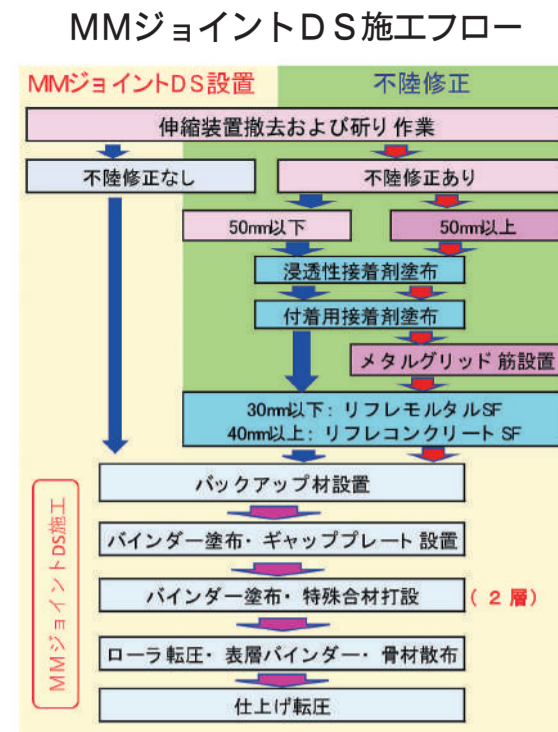 MMジョイントDS施工フロー
MMジョイントDS設置
不陸修正
伸縮装置撤去および斫り作業
不陸修正なし
不陸修正あり
50mm以下
50mm以上
浸透性接着剤塗布
付着用接着剤塗布
メタルグリッド筋設置
30mm以下：リフレモルタルSF
40mm以上：リフレコンクリートSF
バックアップ材設置
バインダー塗布・ギャッププレート設置
バインダー塗布・特殊合材打設
(２層)
ローラ転圧・表層バインダー・骨材散布
仕上げ転圧
MMジョイントDS施工